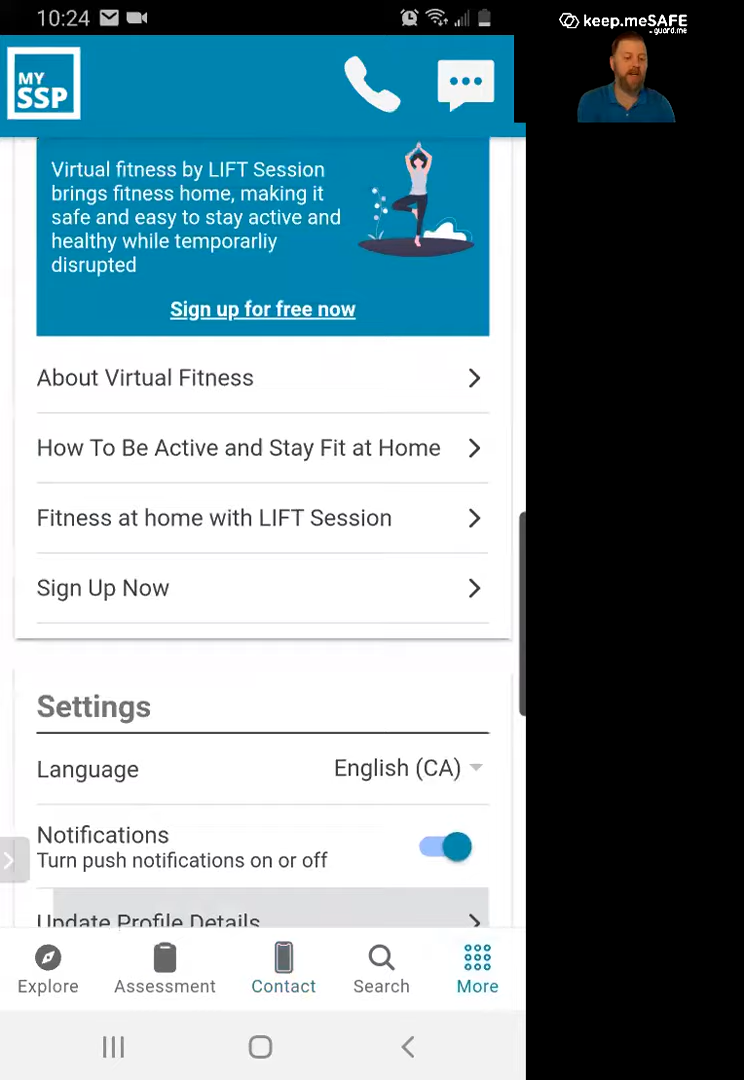 10:24
keep.meSAFE
guard.me
MY
SSP
Virtual fitness by LIFT Session
brings fitness home, making it
safe and easy to stay active and
healthy while temporarliy
disrupted
Sign up for free now
About Virtual Fitness
How To Be Active and Stay Fit at Home
Fitness at home with LIFT Session
Sign Up Now
Settings
Language English (CA)
Notifications
Turn push notifications on or off
Update Profile Details
Explore Assessment Contact Search More